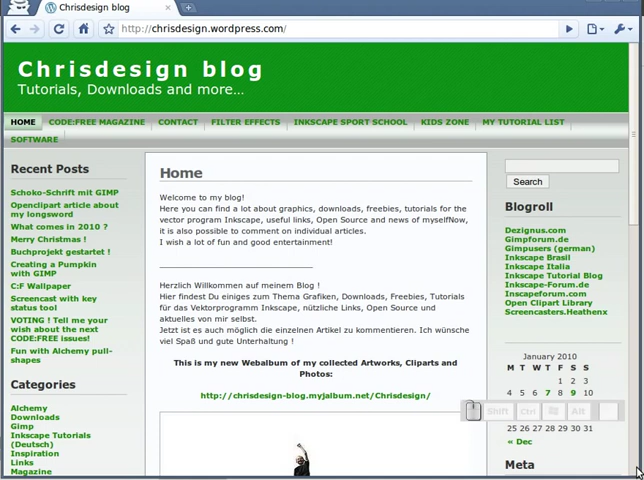 Chrisdesign blog
http://chrisdesign.wordpress.com/
Chrisdesign blog
Tutorials, Downloads and more...
HOME CODE:FREE MAGAZINE CONTACT FILTER EFFECTS INKSCAPE SPORT SCHOOL KIDS ZONE MY TUTORIAL LIST
SOFTWARE
Recent Posts
Schoko-Schrift mit GIMP
Openclipart article about
my longsword
What comes in 2010 ?
Merry Christmas !
Buchprojekt gestartet !
Creating a Pumpkin
with GIMP
C:F Wallpaper
Screencast with key
status tool
VOTING ! Tell me your
wish about the next
CODE:FREE issues!
Fun with Alchemy pull-
shapes
Categories
Alchemy
Downloads
Gimp
Inkscape Tutorials
(Deutsch)
Inspiration
Links
Magazine
Home
Welcome to my blog!
Here you can find a lot about graphics, downloads, freebies, tutorials for the
vector program Inkscape, useful links, Open Source and news of myselfNow,
it is also possible to comment on individual articles.
I wish a lot of fun and good entertainment!
Herzlich Willkommen auf meinem Blog !
Hier findest Du einiges zum Thema Grafiken, Downloads, Freebies, Tutorials
für das Vektorprogramm Inkscape, nützliche Links, Open Source und
aktuelles von mir selbst.
Jetzt ist es auch möglich die einzelnen Artikel zu kommentieren. Ich wünsche
viel Spaß und gute Unterhaltung !
This is my new Webalbum of my collected Artworks, Cliparts and
Photos:
http://chrisdesign-blog.myjalbum.net/Chrisdesign/
Search
Blogroll
Dezignus.com
Gimpforum.de
Gimpusers (german)
Inkscape Brasil
Inkscape Italia
Inkscape Tutorial Blog
Inkscape-Forum.de
Inscapeforum.com
Open Clipart Library
Screencasters.Heathenx
January 2010
M T W T F S S
1 2 3
4 5 6 7 8 9 10
Shift Ctrl Alt
25 26 27 28 29 30 31
« Dec
Meta